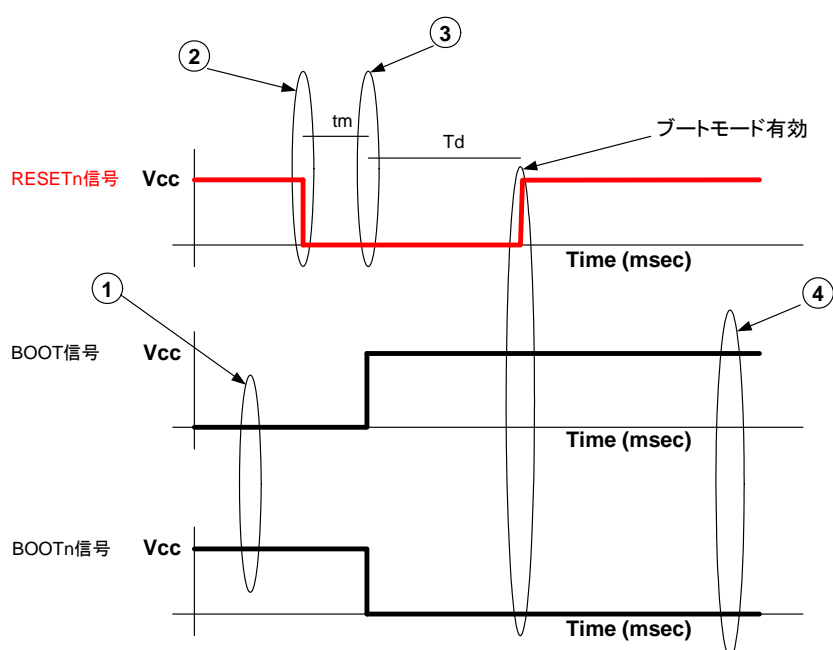 ③
②
tm
Td
ブートモード有効
RESETn信号 Vcc
Time (msec)
①
④
BOOT信号 Vcc
Time (msec)
BOOTn信号 Vcc
Time (msec)